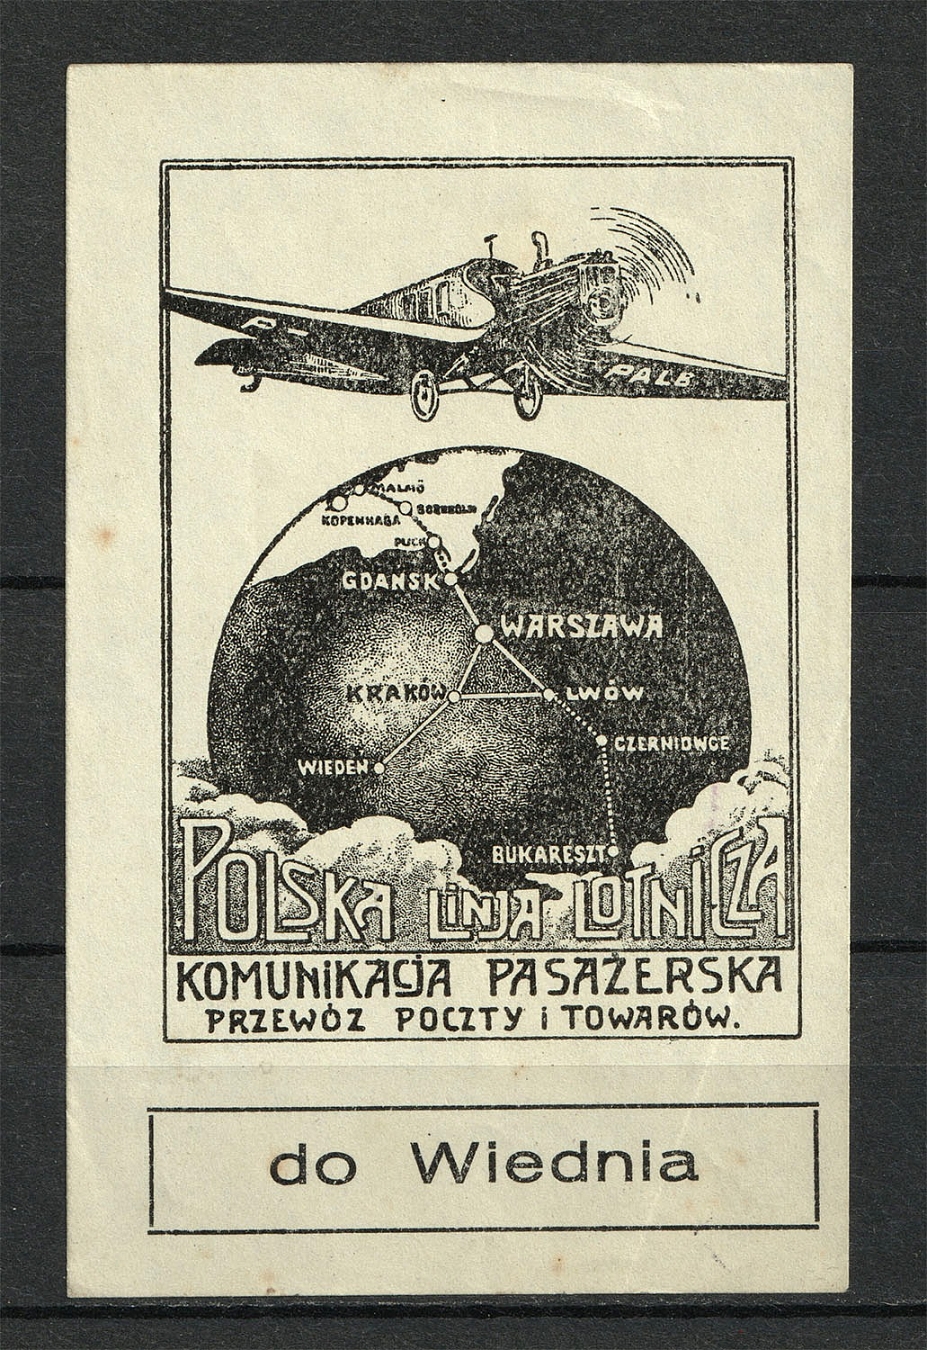 P-
PALB
MALMÖ
KOPENHAGA
BORNHOLM
PUCK
GDAŃSK
WARSZAWA
KRAKÓW
LWÓW
CZERNIOWCE
WIEDEŃ
BUKARESZT
POLSKA LINJA LOTNICZA
KOMUNIKACJA PASAŻERSKA
PRZEWÓZ POCZTY i TOWARÓW.
do Wiednia